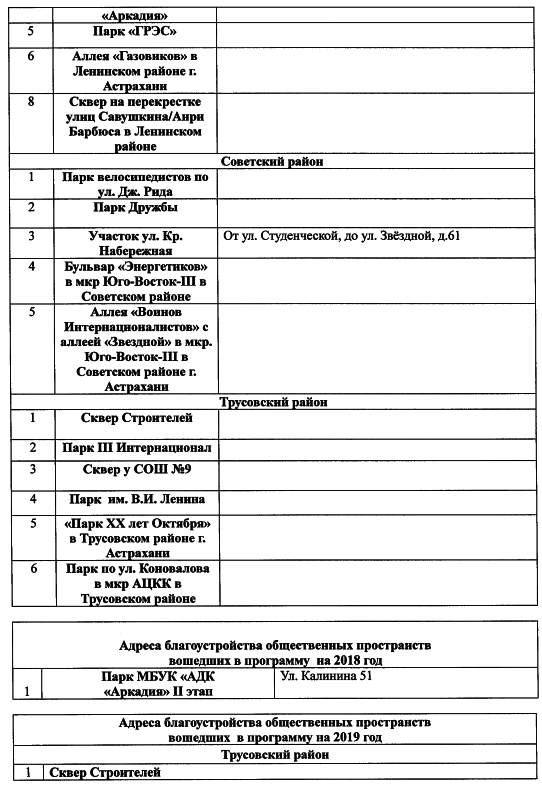 «Аркадия»
5 Парк «ГРЭС»
6 Аллея «Газовиков» в
Ленинском районе г.
Астрахани
8 Сквер на перекрестке
улиц Савушкина/Анри
Барбюса в Ленинском
районе
Советский район
1 Парк велосипедистов по
ул. Дж. Рида
2 Парк Дружбы
3 Участок ул. Кр. От ул. Студенческой, до ул. Звёздной, д.61
Набережная
4 Бульвар «Энергетиков»
в мкр Юго-Восток-III в
Советском районе
5 Аллея «Воинов
Интернационалистов» с
аллеей «Звездной» в мкр.
Юго-Восток-III в
Советском районе г.
Астрахани
Трусовский район
1 Сквер Строителей
2 Парк III Интернационал
3 Сквер у СОШ №9
4 Парк им. В.И. Ленина
5 «Парк XX лет Октября»
в Трусовском районе г.
Астрахани
6 Парк по ул. Коновалова
в мкр АЦКК в
Трусовском районе
Адреса благоустройства общественных пространств
вошедших в программу на 2018 год
Парк МБУК «АДК Ул. Калинина 51
1 «Аркадия» II этап
Адреса благоустройства общественных пространств
вошедших в программу на 2019 год
Трусовский район
1 Сквер Строителей